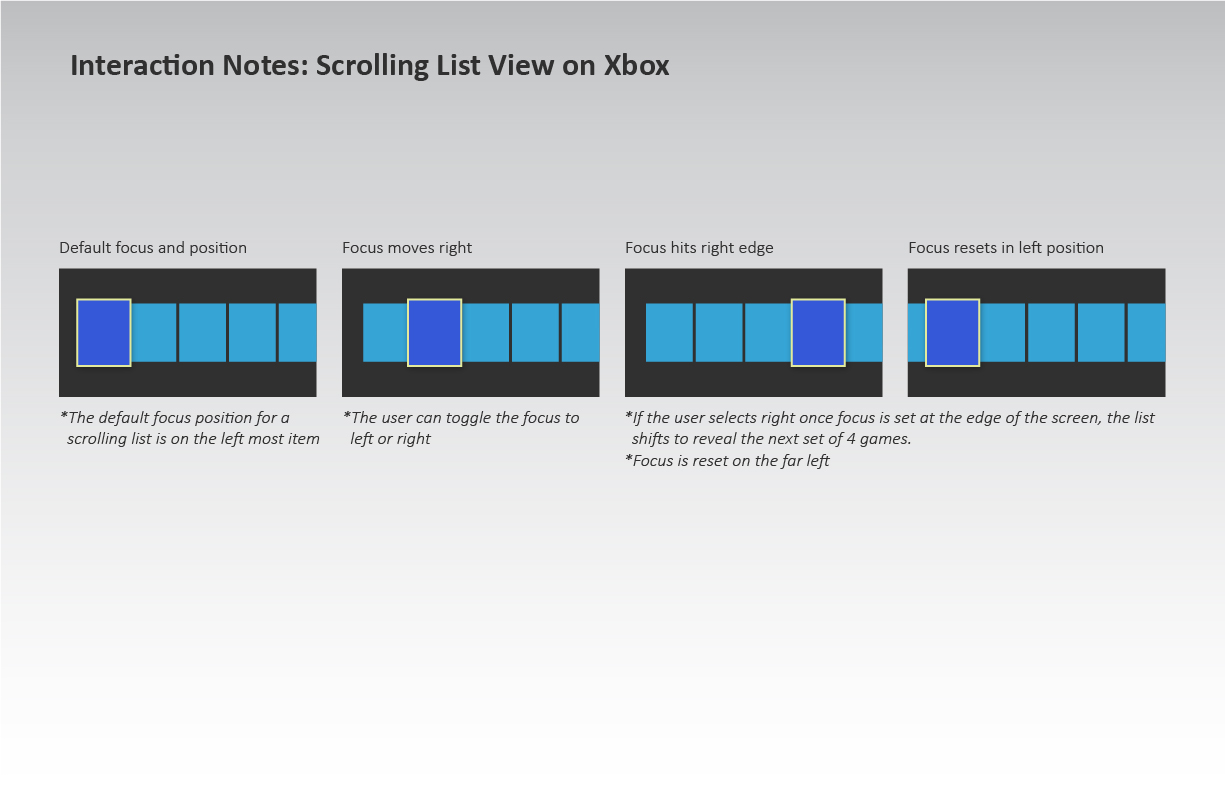 Interaction Notes: Scrolling List View on Xbox
Default focus and position
*The default focus position for a
scrolling list is on the left most item
Focus moves right
*The user can toggle the focus to
left or right
Focus hits right edge
Focus resets in left position
*If the user selects right once focus is set at the edge of the screen, the list
shifts to reveal the next set of 4 games.
*Focus is reset on the far left